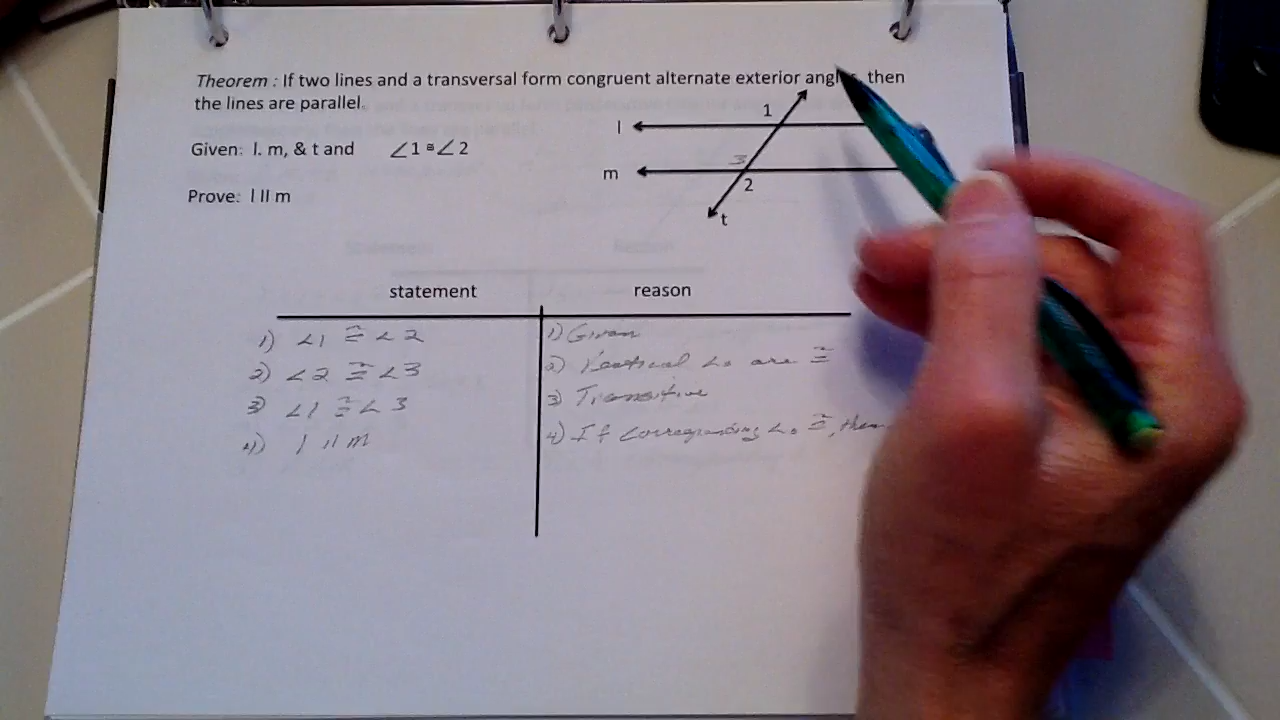 Theorem : If two lines and a transversal form congruent alternate exterior angles, then
the lines are parallel.
Given: l. m, & t and ∠1 ≅ ∠2
Prove: l ll m
1
l
3
m
2
t
statement reason
1) ∠1 ≅ ∠2 1) Given
2) ∠2 ≅ ∠3 2) Vertical ∠s are ≅
3) ∠1 ≅ ∠3 3) Transitive
4) l ll m 4) If corresponding ∠s ≅, then